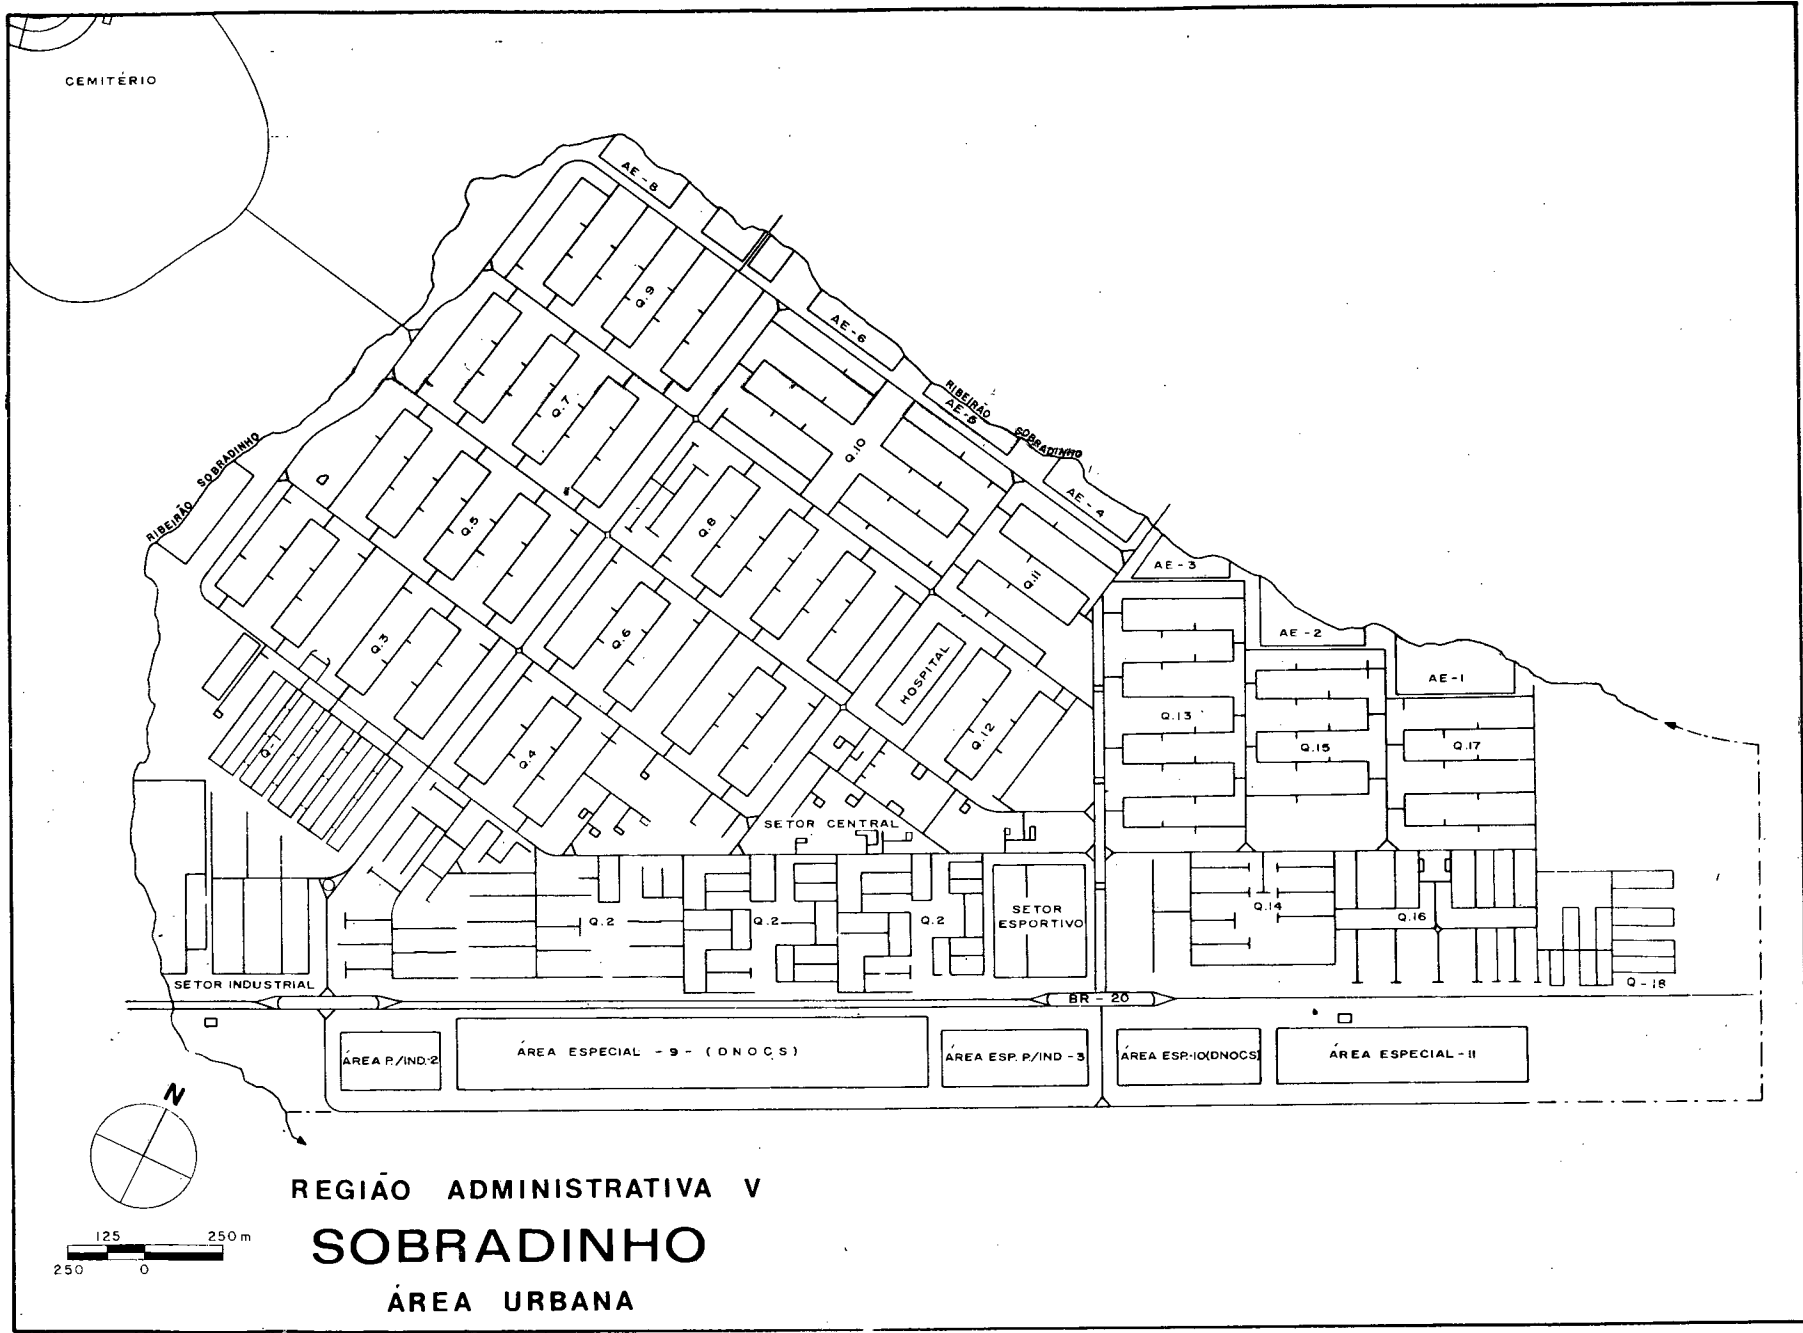 CEMITÉRIO
AE - 8
Q.9
AE - 6
RIBEIRÃO SOBRADINHO
AE - 5
Q.7
Q.10
RIBEIRÃO SOBRADINHO
AE - 4
Q.5
Q.8
Q.11
AE - 3
Q.3
Q.6
AE - 2
HOSPITAL
AE - 1
Q-1
Q.4
Q.12
Q.13
Q.15
Q.17
SETOR CENTRAL
Q.2
Q.2
Q.2
SETOR
ESPORTIVO
Q.14
Q.16
SETOR INDUSTRIAL
Q-18
BR - 20
ÁREA P./IND.-2
ÁREA ESPECIAL - 9 - (DNOCS)
ÁREA ESP. P/IND - 3
ÁREA ESP.-10(DNOCS)
ÁREA ESPECIAL - 11
N
REGIÃO ADMINISTRATIVA V
125 250 m
SOBRADINHO
250 0
ÁREA URBANA